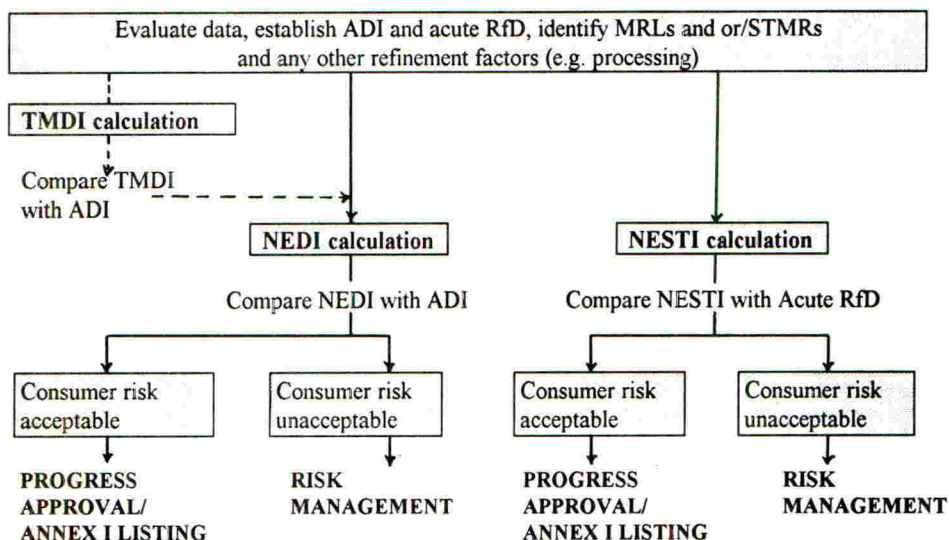 Evaluate data, establish ADI and acute RfD, identify MRLs and or/STMRs
and any other refinement factors (e.g. processing)
TMDI calculation
Compare TMDI
with ADI
NEDI calculation
NESTI calculation
Compare NEDI with ADI
Compare NESTI with Acute RfD
Consumer risk
acceptable
Consumer risk
unacceptable
Consumer risk
acceptable
Consumer risk
unacceptable
PROGRESS
APPROVAL/
ANNEX I LISTING
RISK
MANAGEMENT
PROGRESS
APPROVAL/
ANNEX I LISTING
RISK
MANAGEMENT